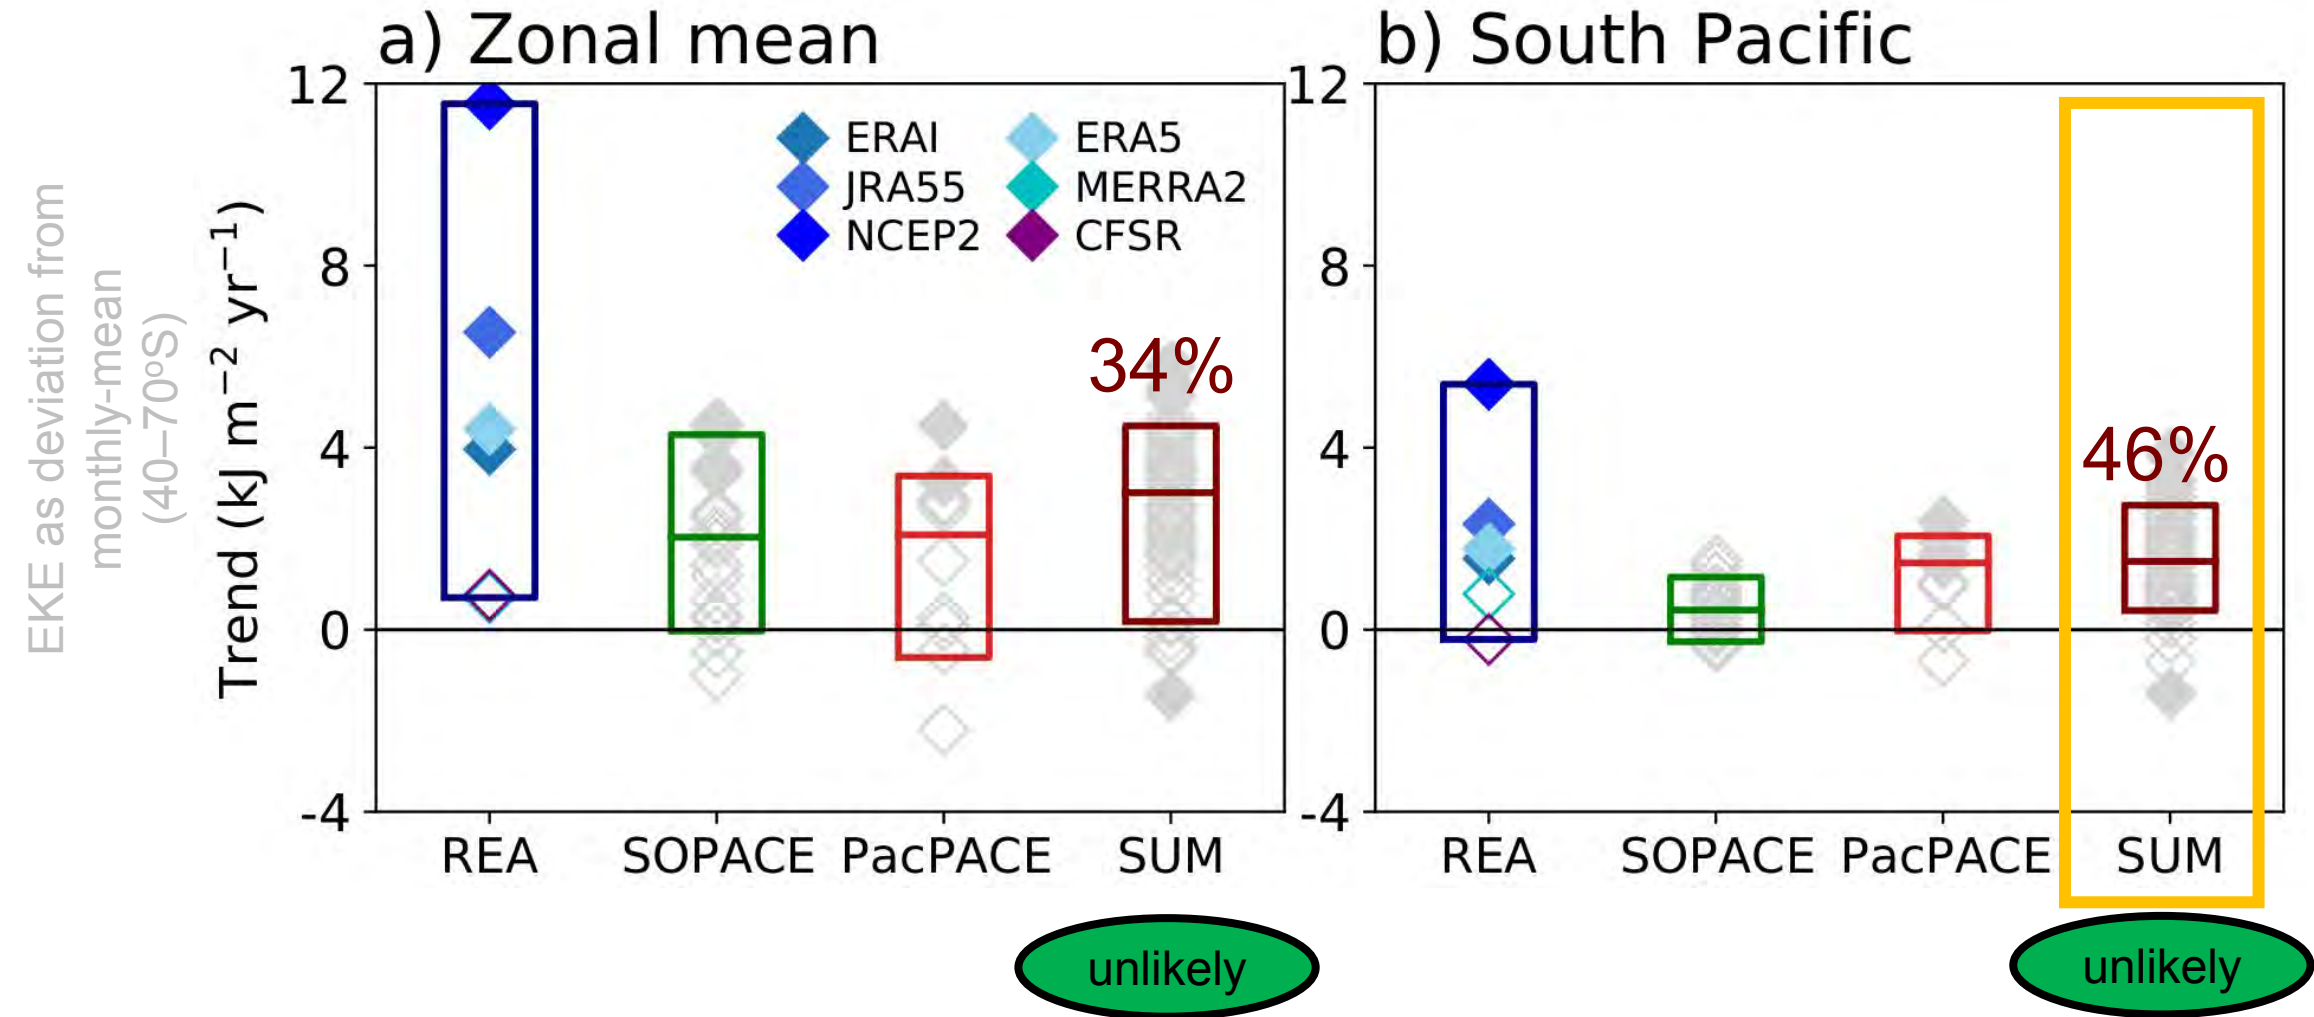 a) Zonal mean
b) South Pacific
EKE as deviation from
monthly-mean
(40–70ºS)
Trend (kJ m−2 yr−1)
12
8
4
0
-4
ERAI
JRA55
NCEP2
ERA5
MERRA2
CFSR
34%
REA
SOPACE
PacPACE
SUM
12
8
4
0
-4
46%
REA
SOPACE
PacPACE
SUM
unlikely
unlikely